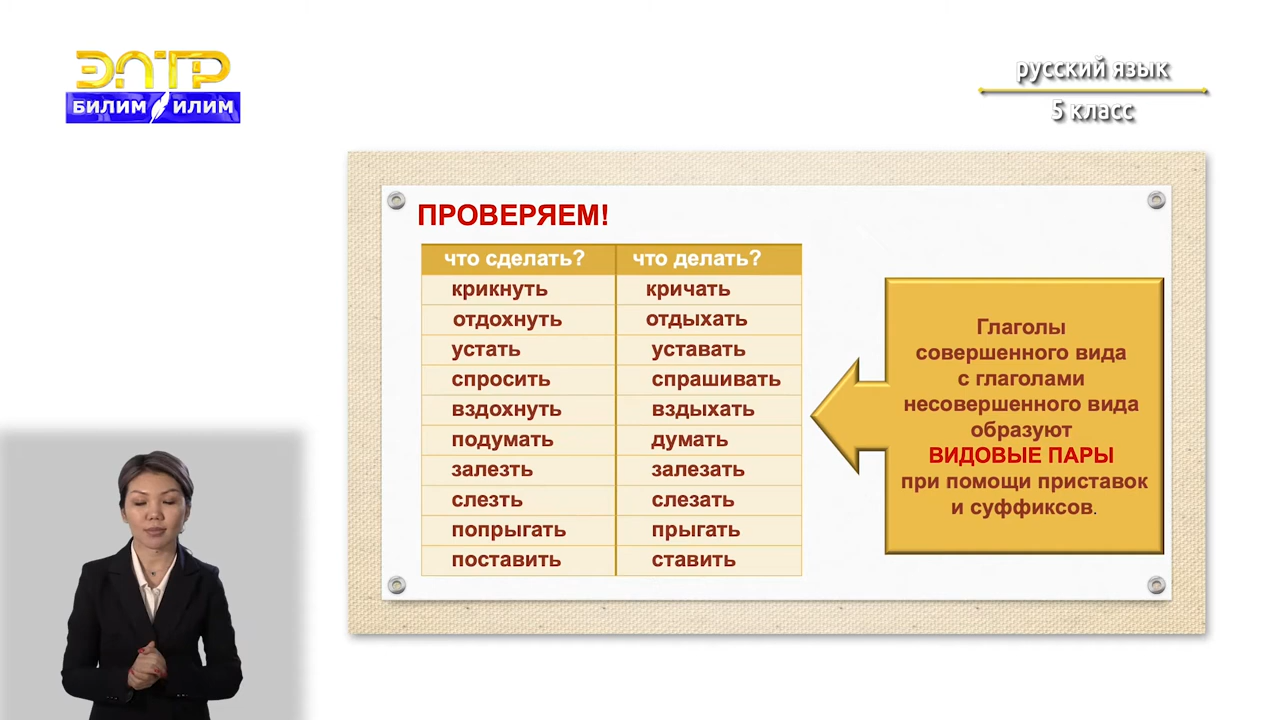 ЭЛТР
БИЛИМ ИЛИМ
русский язык
5 класс
ПРОВЕРЯЕМ!
что сделать? что делать?
крикнуть кричать
отдохнуть отдыхать
устать уставать
спросить спрашивать
вздохнуть вздыхать
подумать думать
залезть залезать
слезть слезать
попрыгать прыгать
поставить ставить
Глаголы
совершенного вида
с глаголами
несовершенного вида
образуют
ВИДОВЫЕ ПАРЫ
при помощи приставок
и суффиксов.